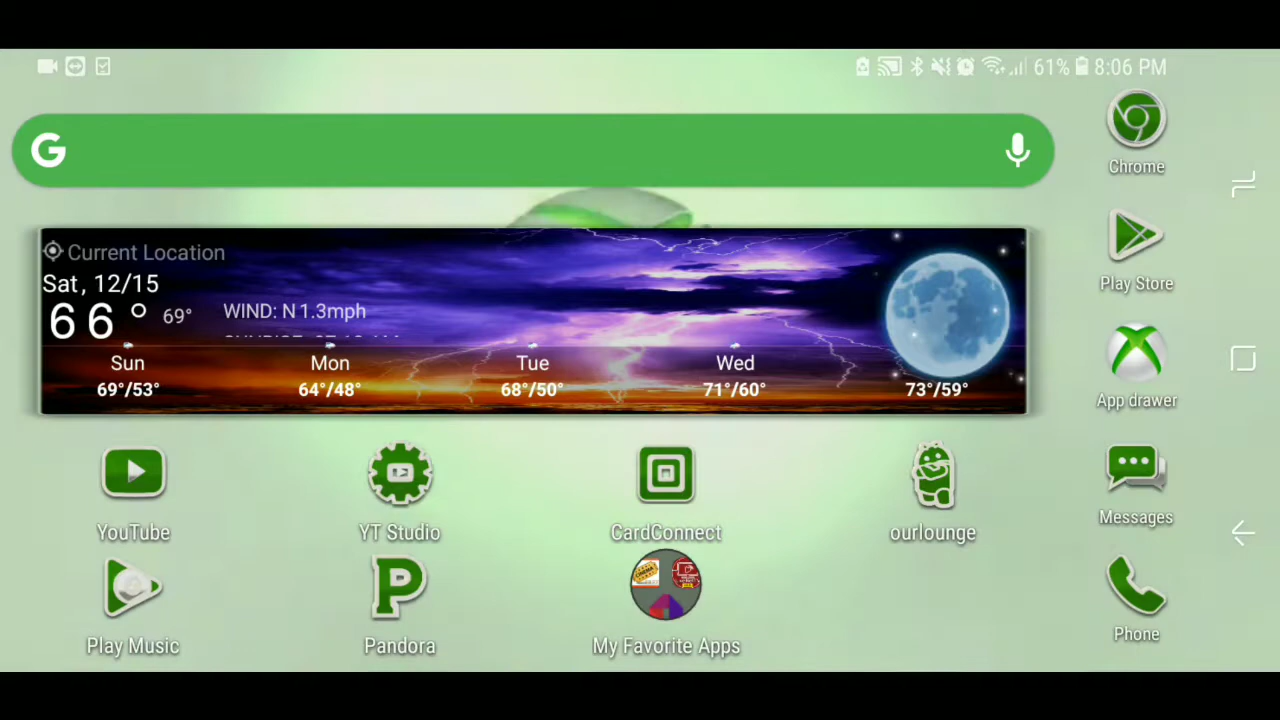 61% 8:06 PM
G
Chrome
Current Location
Sat, 12/15
66° 69° WIND: N 1.3mph
Play Store
Sun Mon Tue Wed
69°/53° 64°/48° 68°/50° 71°/60° 73°/59°
App drawer
YouTube YT Studio CardConnect ourlounge
Messages
P
Play Music Pandora My Favorite Apps
Phone